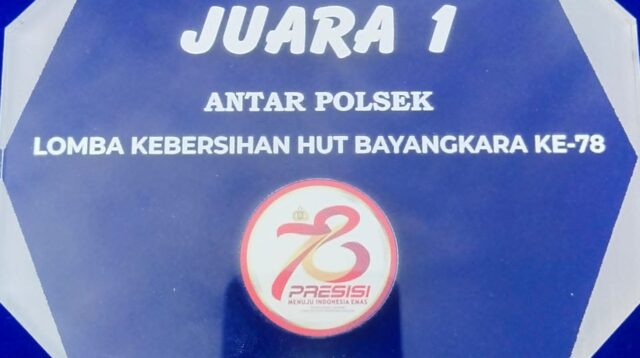 JUARA 1
ANTAR POLSEK
LOMBA KEBERSIHAN HUT BAYANGKARA KE-78
78
PRESISI
MENUJU INDONESIA EMAS